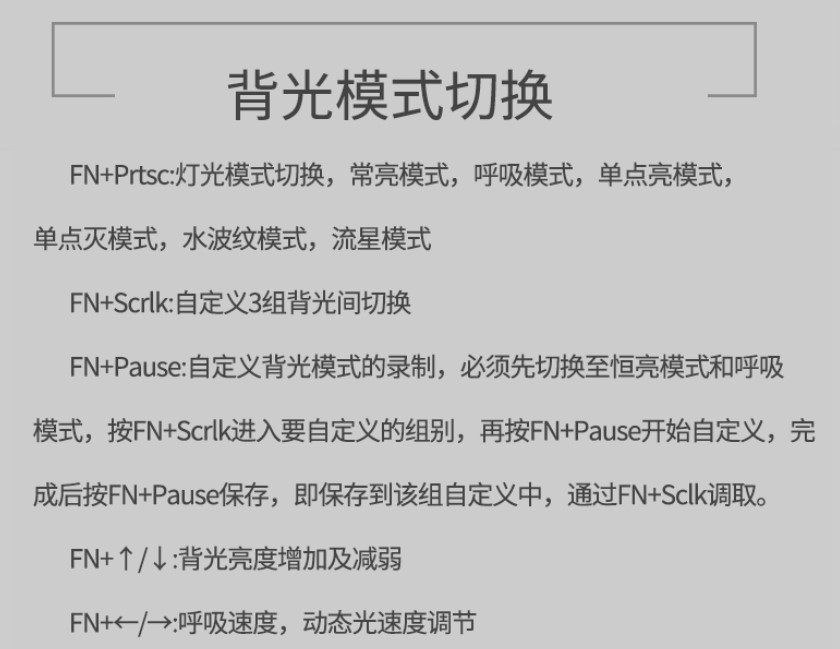 背光模式切换
FN+Prtsc:灯光模式切换，常亮模式，呼吸模式，单点亮模式，
单点灭模式，水波纹模式，流星模式
FN+Scrlk:自定义3组背光间切换
FN+Pause:自定义背光模式的录制，必须先切换至恒亮模式和呼吸
模式，按FN+Scrlk进入要自定义的组别，再按FN+Pause开始自定义，完
成后按FN+Pause保存，即保存到该组自定义中，通过FN+Sclk调取。
FN+↑/↓:背光亮度增加及减弱
FN+←/→:呼吸速度，动态光速度调节